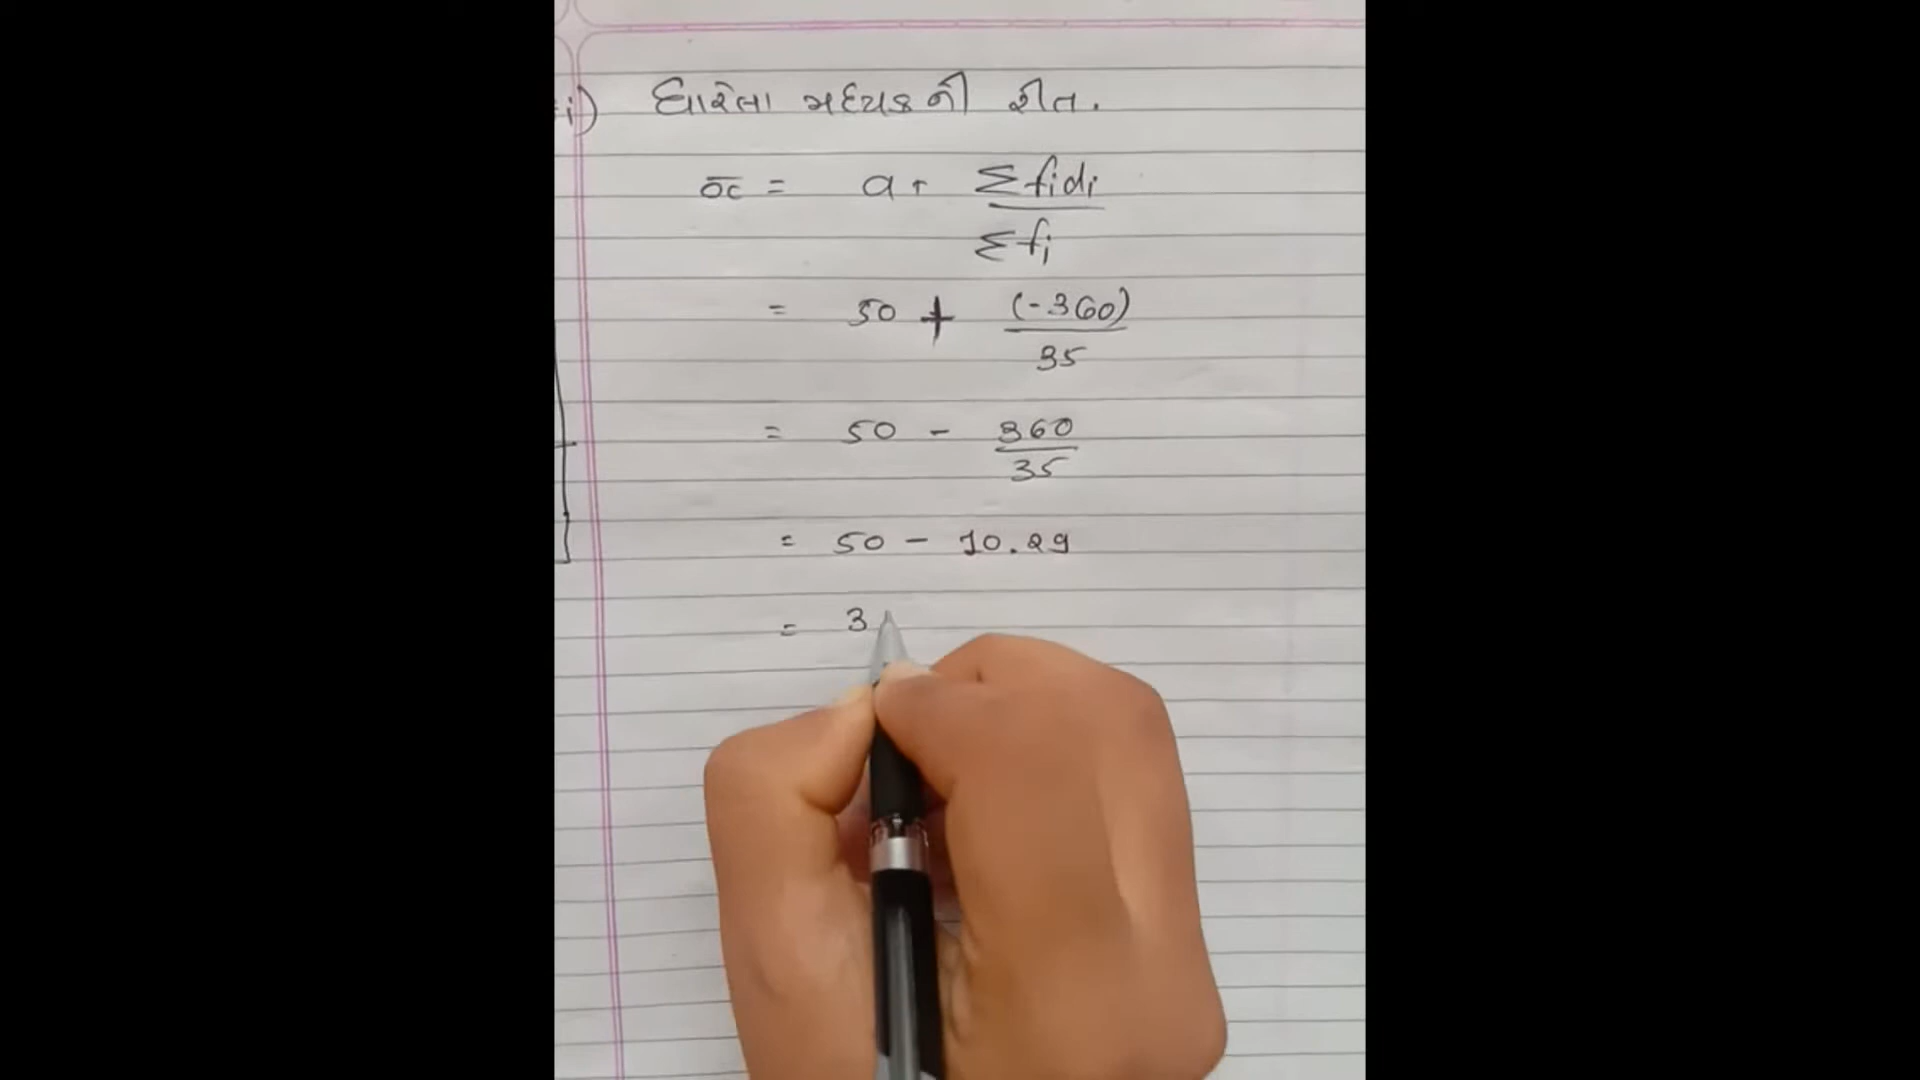 i) ધારેલા મધ્યકની રીત.
x̄ = a + Σfidi
Σfi
= 50 + (-360)
35
= 50 - 360
35
= 50 - 10.29
= 3